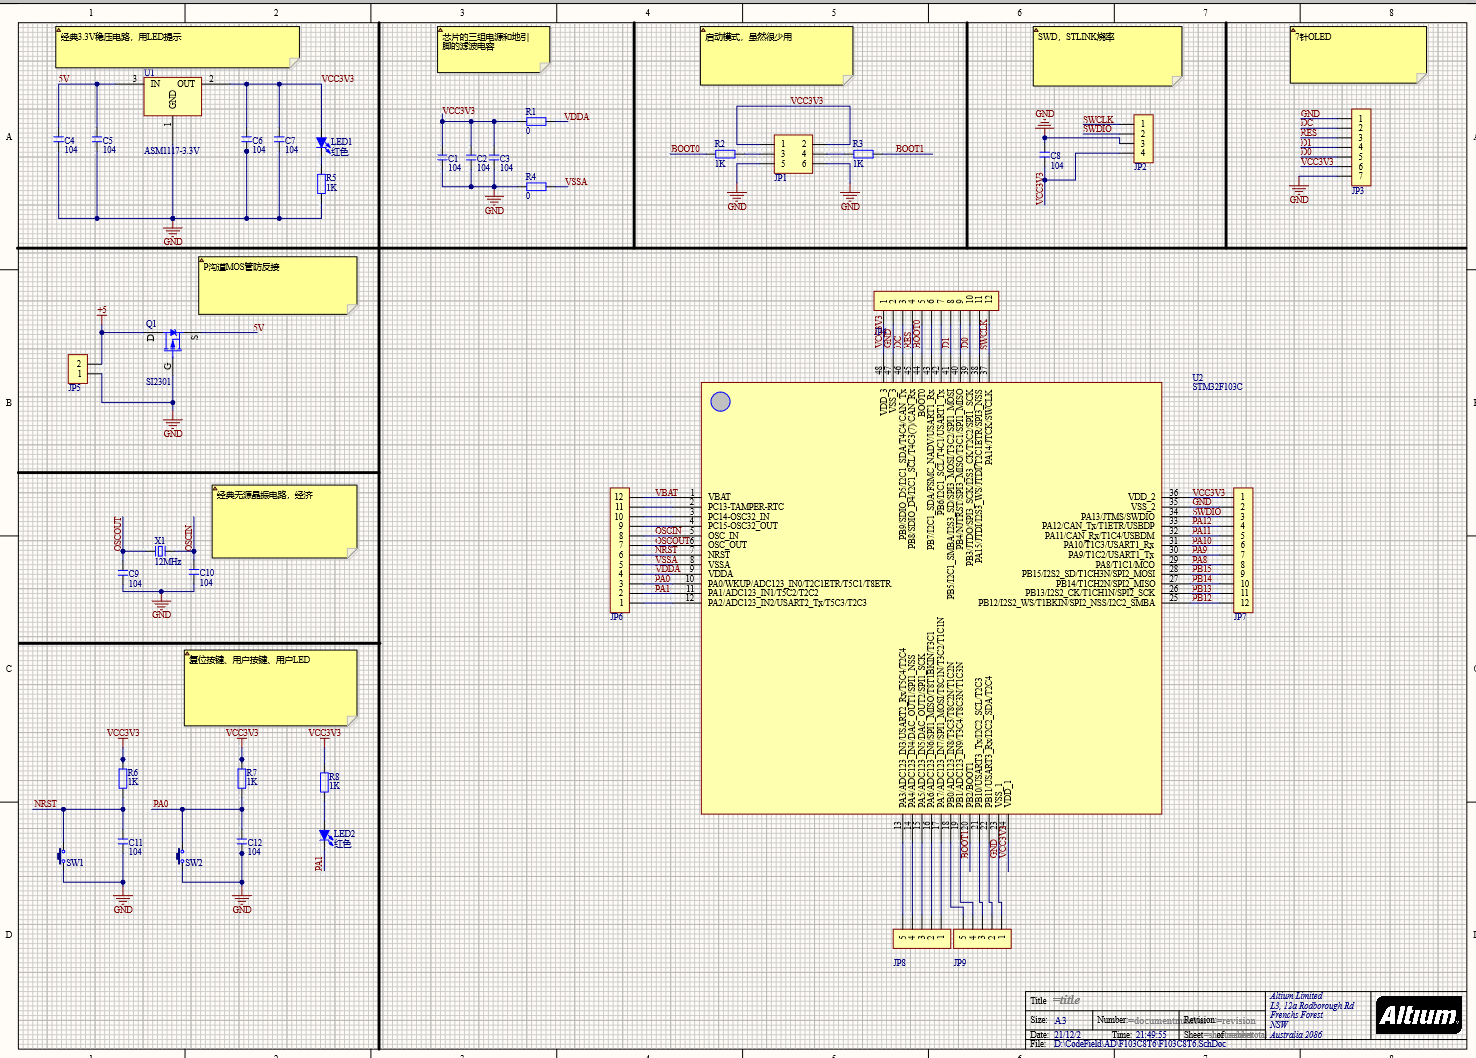 1 2 3 4 5 6 7 8
A
B
C
D
经典3.3V稳压电路，用LED提示
5V
U1
3 IN OUT 2
GND
1
VCC3V3
C4
104
C5
104
ASM1117-3.3V
C6
104
C7
104
LED1
红色
R5
1K
GND
芯片的三组电源和地引
脚的滤波电容
VCC3V3
R1
0
VDDA
C1
104
C2
104
C3
104
R4
0
VSSA
GND
启动模式，虽然很少用
VCC3V3
BOOT0
R2
1K
1 2
3 4
5 6
JP1
R3
1K
BOOT1
GND
GND
SWD，STLINK烧录
GND
SWCLK
SWDIO
1
2
3
4
JP2
C8
104
VCC3V3
7针OLED
GND
DC
RES
D1
D0
VCC3V3
1
2
3
4
5
6
7
JP3
GND
P沟道MOS管防反接
+5
Q1
D
S
G
5V
2
1
JP5
SI2301
GND
经典无源晶振电路，经济
OSCOUT
OSCIN
X1
12MHz
C9
104
C10
104
GND
复位按键、用户按键、用户LED
VCC3V3
R6
1K
NRST
C11
104
SW1
GND
VCC3V3
R7
1K
PA0
C12
104
SW2
GND
VCC3V3
R8
1K
LED2
红色
PA1
1 2 3 4 5 6 7 8 9 10 11 12
GND
DC
RES
BOOT0
D1
D0
SWCLK
48 47 46 45 44 43 42 41 40 39 38 37
U2
STM32F103C
VDD_3
VSS_3
PB9/SDIO_D5/I2C1_SDA/T4C4/CAN_Tx
PB8/SDIO_D4/I2C1_SCL/T4C3(7)/CAN_Rx
BOOT0
PB7/I2C1_SDA/FSMC_NADV/USART1_Rx
PB6/I2C1_SCL/T4C1/USART1_Tx
PB5/I2C1_SMBA/I2S3_SD/SPI3_MOSI/T3C2/SPI1_MOSI
PB4/NJTRST/SPI3_MISO/T3C1/SPI1_MISO
PB3/JTDO/SPI3_SCK/I2S3_CK/T2C2/SPI1_SCK
PA15/JTDI/I2S3_WS/JTDI/T2C1ETR/SPI3_NSS
PA14/JTCK/SWCLK
12 VBAT 1 VBAT
11 2 PC13-TAMPER-RTC
10 3 PC14-OSC32_IN
9 4 PC15-OSC32_OUT
8 OSCIN 5 OSC_IN
7 OSCOUT 6 OSC_OUT
6 NRST 7 NRST
5 VSSA 8 VSSA
4 VDDA 9 VDDA
3 PA0 10 PA0/WKUP/ADC123_IN0/T2C1ETR/T5C1/T8ETR
2 PA1 11 PA1/ADC123_IN1/T5C2/T2C2
1 12 PA2/ADC123_IN2/USART2_Tx/T5C3/T2C3
JP6
VDD_2 36 VCC3V3 1
VSS_2 35 GND 2
PA13/JTMS/SWDIO 34 SWDIO 3
PA12/CAN_Tx/T1ETR/USBDP 33 PA12 4
PA11/CAN_Rx/T1C4/USBDM 32 PA11 5
PA10/T1C3/USART1_Rx 31 PA10 6
PA9/T1C2/USART1_Tx 30 PA9 7
PA8/T1C1/MCO 29 PA8 8
PB15/I2S2_SD/T1CH3N/SPI2_MOSI 28 PB15 9
PB14/T1CH2N/SPI2_MISO 27 PB14 10
PB13/I2S2_CK/T1CH1N/SPI2_SCK 26 PB13 11
PB12/I2S2_WS/T1BKIN/SPI2_NSS/I2C2_SMBA 25 PB12 12
JP7
PA3/ADC123_IN3/USART2_Rx/T5C4/T2C4
PA4/ADC123_IN4/DAC_OUT1/SPI1_NSS
PA5/ADC123_IN5/DAC_OUT2/SPI1_SCK
PA6/ADC123_IN6/SPI1_MISO/T8T1BKIN/T3C1
PA7/ADC123_IN7/SPI1_MOSI/T8C1N/T3C2/T1C1N
PB0/ADC123_IN8/T3C3/T8C2N/T1C2N
PB1/ADC123_IN9/T3C4/T8C3N/T1C3N
PB2/BOOT1
PB10/USART3_Tx/I2C2_SCL/T2C3
PB11/USART3_Rx/I2C2_SDA/T2C4
VSS_1
VDD_1
13 14 15 16 17 18 19 20 21 22 23 24
BOOT1
GND
VCC3V3
5 4 3 2 1
JP8
5 4 3 2 1
JP9
Title =title
Size: A3 Number: Revision: =revision
Date: 21/12/2 Time: 21:49:55 Sheet of
File: D:\CodeField\AD\F103C8T6\F103C8T6.SchDoc
Altium Limited
L3, 12a Rodborough Rd
Frenchs Forest
NSW
Australia 2086
Altium